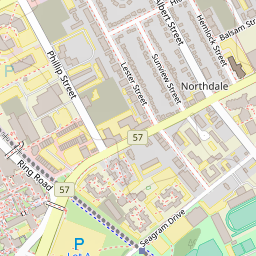 Albert Street
Hemlock Street
Balsam
Phillip Street
Lester Street
Sunview Street
Northdale
57
Ring Road
57
Seagram Drive
P
Lot A